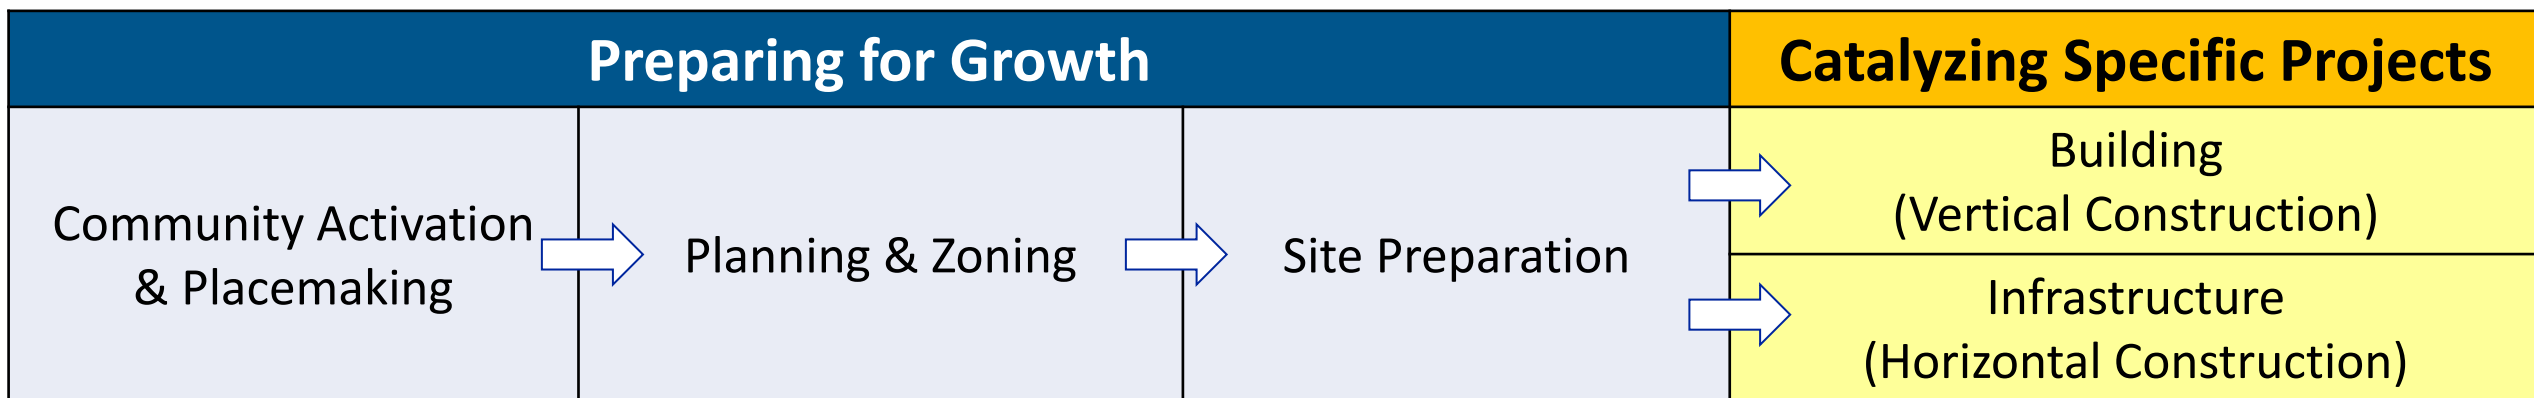 Preparing for Growth
Catalyzing Specific Projects
Community Activation
& Placemaking
Planning & Zoning
Site Preparation
Building
(Vertical Construction)
Infrastructure
(Horizontal Construction)